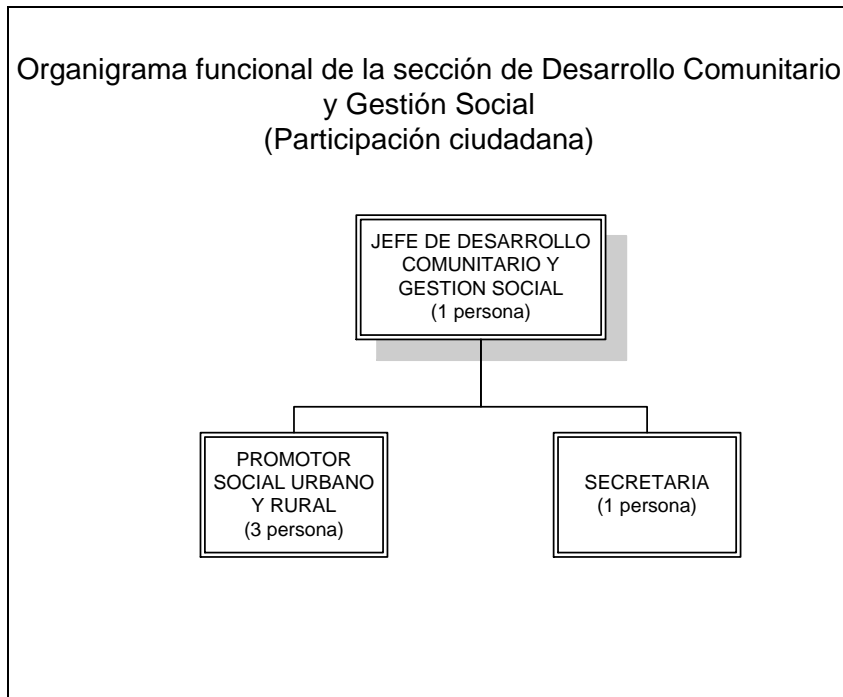 Organigrama funcional de la sección de Desarrollo Comunitario
y Gestión Social
(Participación ciudadana)
JEFE DE DESARROLLO
COMUNITARIO Y
GESTION SOCIAL
(1 persona)
PROMOTOR
SOCIAL URBANO
Y RURAL
(3 persona)
SECRETARIA
(1 persona)